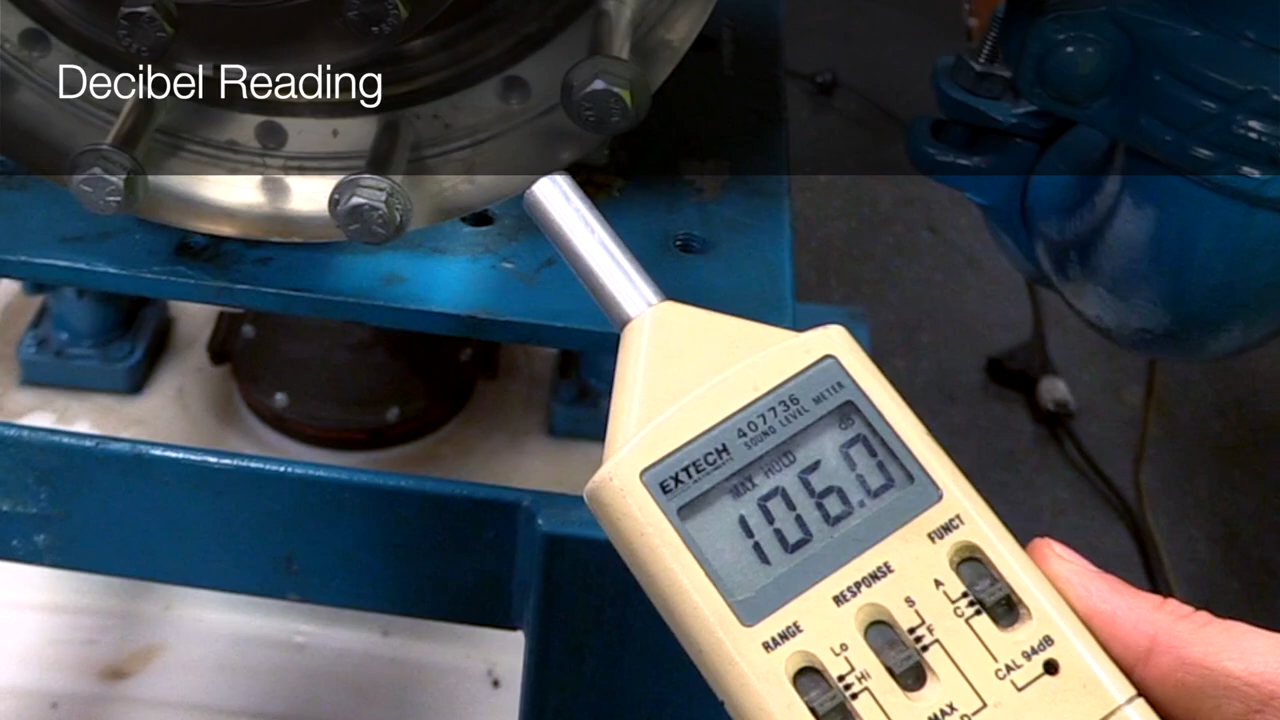 Decibel Reading
EXTECH 407736
SOUND LEVEL METER
MAX HOLD
dB
106.0
RANGE
Lo
Hi
RESPONSE
S
F
MAX
FUNCT
A
C
CAL 94dB